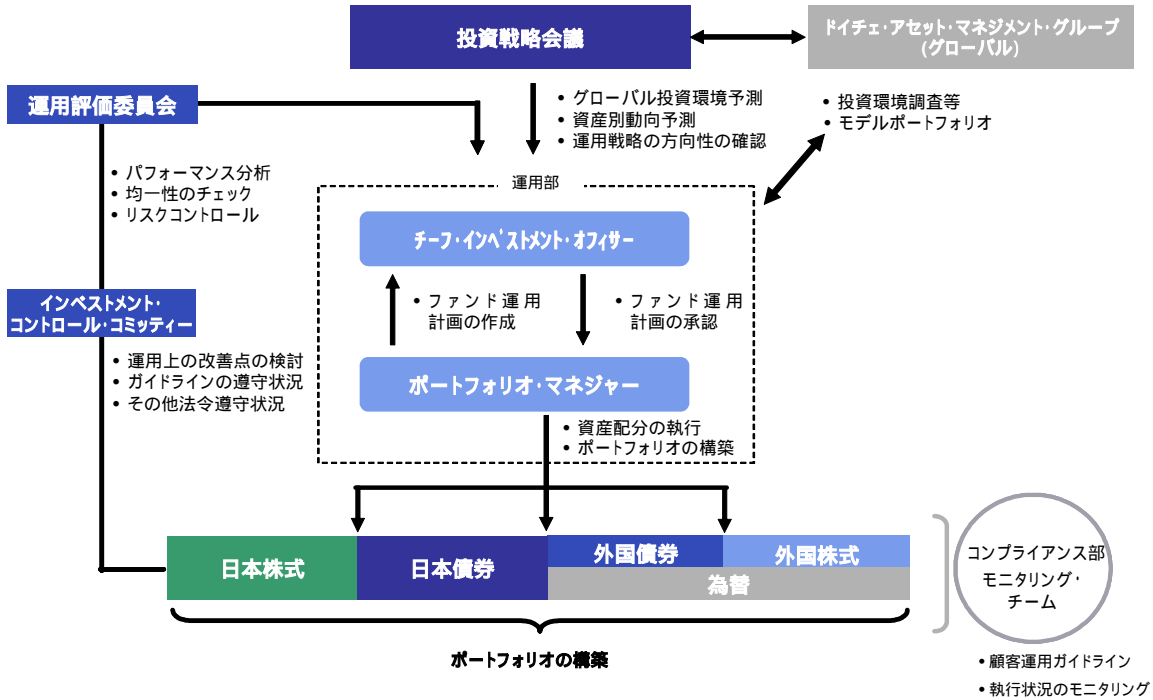 投資戦略会議
ドイチェ・アセット・マネジメント・グループ
(グローバル)
運用評価委員会
• グローバル投資環境予測
• 資産別動向予測
• 運用戦略の方向性の確認
• 投資環境調査等
• モデルポートフォリオ
• パフォーマンス分析
• 均一性のチェック
• リスクコントロール
運用部
チーフ・インベストメント・オフィサー
インベストメント・
コントロール・コミッティー
• ファンド運用
計画の作成
• ファンド運用
計画の承認
• 運用上の改善点の検討
• ガイドラインの遵守状況
• その他法令遵守状況
ポートフォリオ・マネジャー
• 資産配分の執行
• ポートフォリオの構築
日本株式
日本債券
外国債券
外国株式
為替
コンプライアンス部
モニタリング・
チーム
ポートフォリオの構築
• 顧客運用ガイドライン
• 執行状況のモニタリング